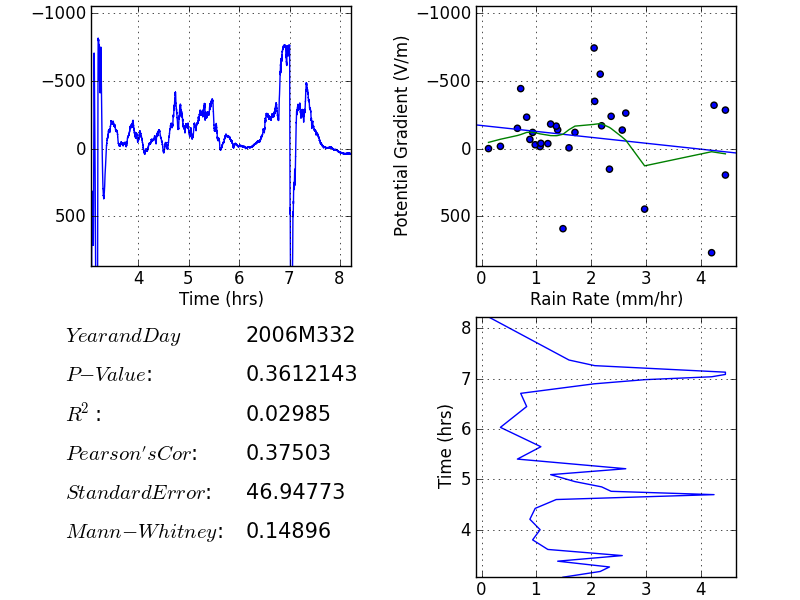 −1000
−500
0
500
4
5
6
7
8
Time (hrs)
−1000
−500
0
500
Potential Gradient (V/m)
0
1
2
3
4
Rain Rate (mm/hr)
YearandDay 2006M332
P−Value: 0.3612143
R²: 0.02985
Pearson'sCor: 0.37503
StandardError: 46.94773
Mann−Whitney: 0.14896
8
7
6
5
4
Time (hrs)
0
1
2
3
4